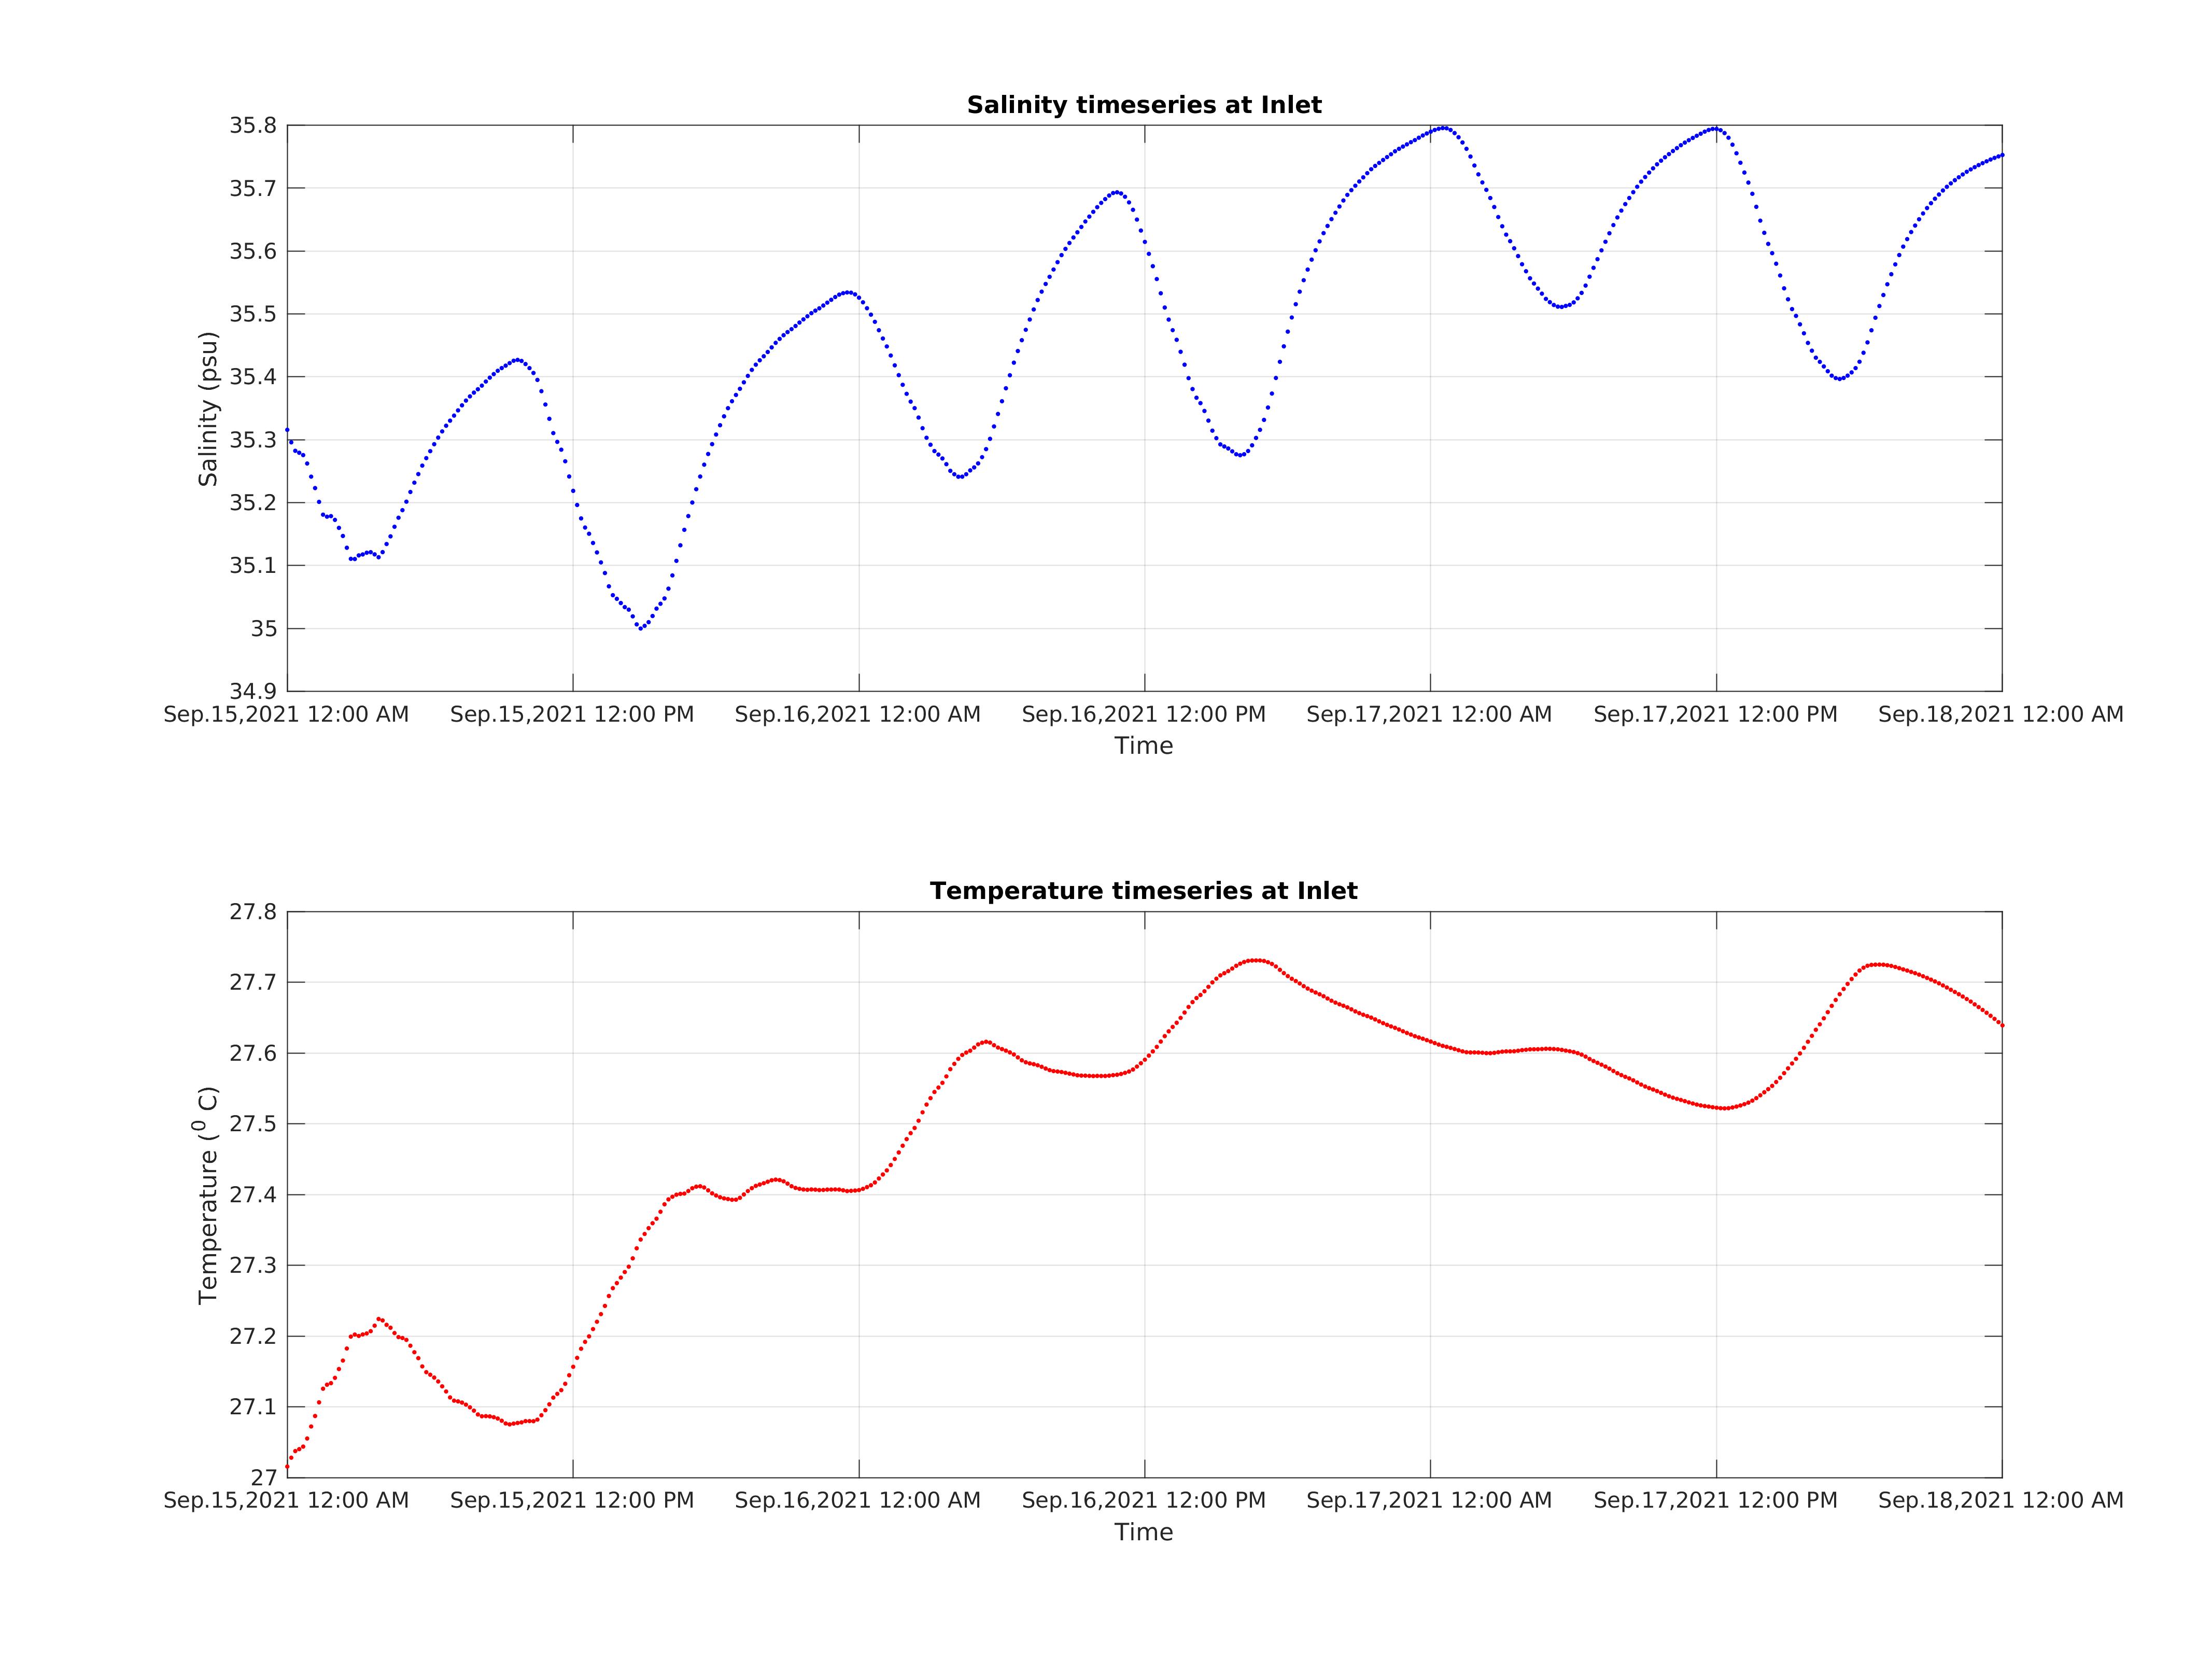 Salinity timeseries at Inlet
35.8
35.7
35.6
35.5
35.4
35.3
35.2
35.1
35
34.9
Salinity (psu)
Sep.15,2021 12:00 AM Sep.15,2021 12:00 PM Sep.16,2021 12:00 AM Sep.16,2021 12:00 PM Sep.17,2021 12:00 AM Sep.17,2021 12:00 PM Sep.18,2021 12:00 AM
Time
Temperature timeseries at Inlet
27.8
27.7
27.6
27.5
27.4
27.3
27.2
27.1
27
Temperature (⁰ C)
Sep.15,2021 12:00 AM Sep.15,2021 12:00 PM Sep.16,2021 12:00 AM Sep.16,2021 12:00 PM Sep.17,2021 12:00 AM Sep.17,2021 12:00 PM Sep.18,2021 12:00 AM
Time